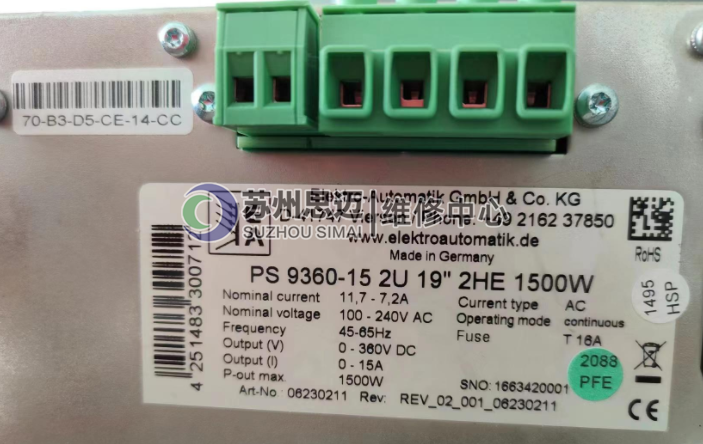 70-B3-D5-CE-14-CC
Elektro-Automatik GmbH & Co. KG
苏州思迈|维修中心
SUZHOU SIMAI
2162 37850
www.elektroautomatik.de
Made in Germany
RoHS
PS 9360-15 2U 19" 2HE 1500W
Nominal current 11,7 - 7,2A Current type AC
Nominal voltage 100 - 240V AC Operating mode continuous
Frequency 45-65Hz Fuse T 16A
Output (V) 0 - 360V DC
Output (I) 0 - 15A
P-out max. 1500W SNO: 1663420001
Art-No.: 06230211 Rev: REV_02_001_06230211
1495
HSP
2088
PFE
CE